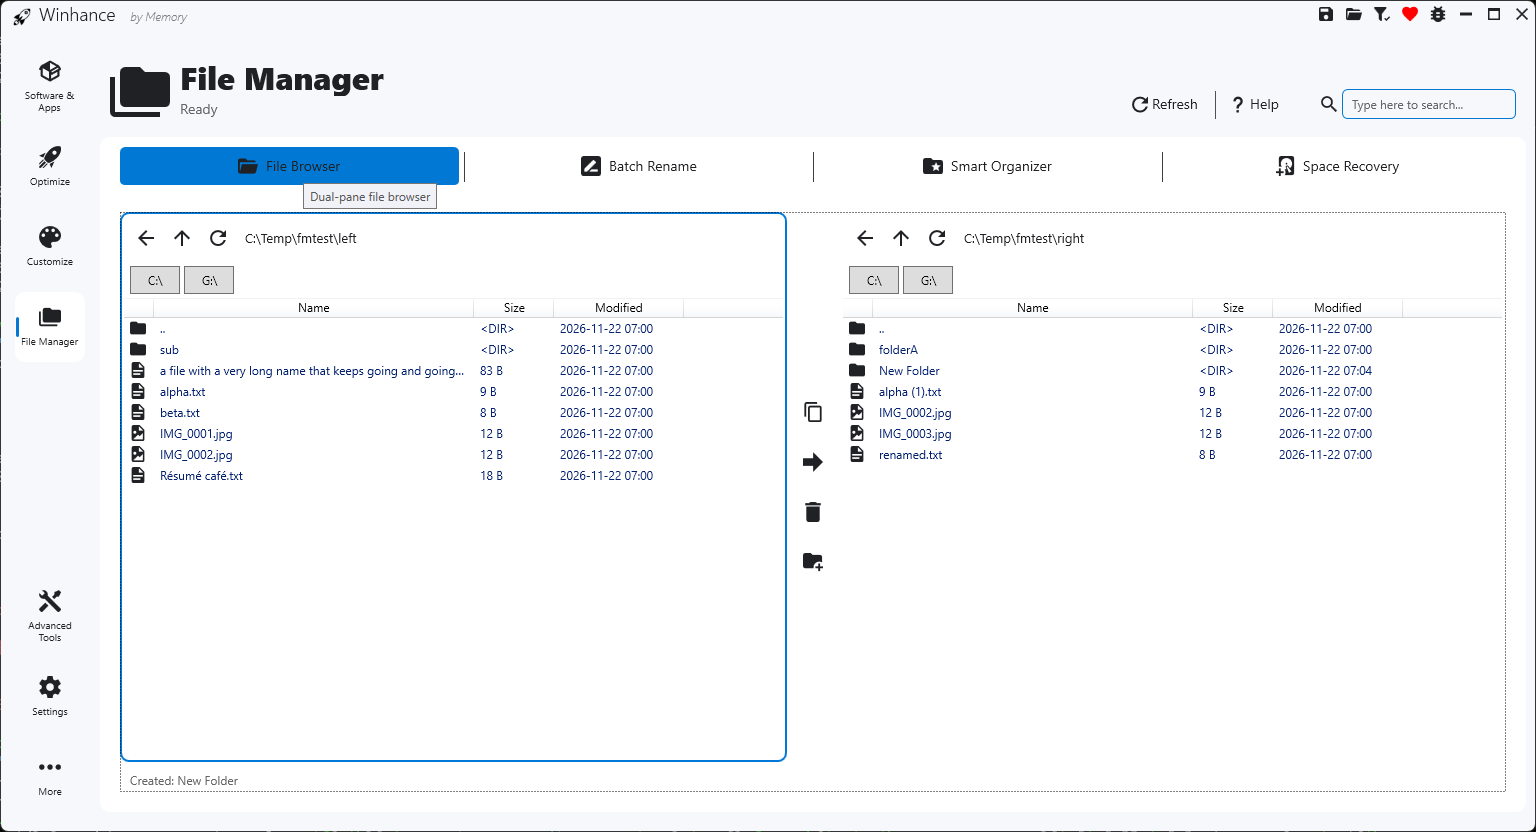 Winhance by Memory
Software &
Apps
Optimize
Customize
File Manager
Advanced
Tools
Settings
More
File Manager
Ready
Refresh
? Help
Type here to search...
File Browser
Batch Rename
Smart Organizer
Space Recovery
Dual-pane file browser
C:\Temp\fmtest\left
C:\ G:\
Name Size Modified
.. <DIR> 2026-11-22 07:00
sub <DIR> 2026-11-22 07:00
a file with a very long name that keeps going and going... 83 B 2026-11-22 07:00
alpha.txt 9 B 2026-11-22 07:00
beta.txt 8 B 2026-11-22 07:00
IMG_0001.jpg 12 B 2026-11-22 07:00
IMG_0002.jpg 12 B 2026-11-22 07:00
Résumé café.txt 18 B 2026-11-22 07:00
C:\Temp\fmtest\right
C:\ G:\
Name Size Modified
.. <DIR> 2026-11-22 07:00
folderA <DIR> 2026-11-22 07:00
New Folder <DIR> 2026-11-22 07:04
alpha (1).txt 9 B 2026-11-22 07:00
IMG_0002.jpg 12 B 2026-11-22 07:00
IMG_0003.jpg 12 B 2026-11-22 07:00
renamed.txt 8 B 2026-11-22 07:00
Created: New Folder